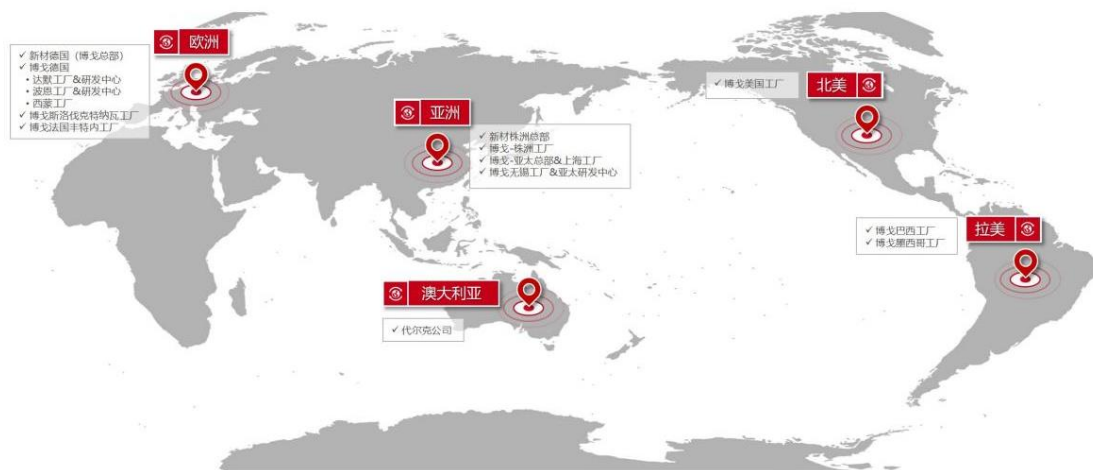 欧洲
✓ 新材德国（博戈总部）
✓ 博戈德国
• 达默工厂&研发中心
• 波恩工厂&研发中心
• 西蒙工厂
✓ 博戈斯洛伐克特纳瓦工厂
✓ 博戈法国丰特内工厂
亚洲
✓ 新材株洲总部
✓ 博戈-株洲工厂
✓ 博戈-亚太总部&上海工厂
✓ 博戈无锡工厂&亚太研发中心
澳大利亚
✓ 代尔克公司
北美
✓ 博戈美国工厂
拉美
✓ 博戈巴西工厂
✓ 博戈墨西哥工厂